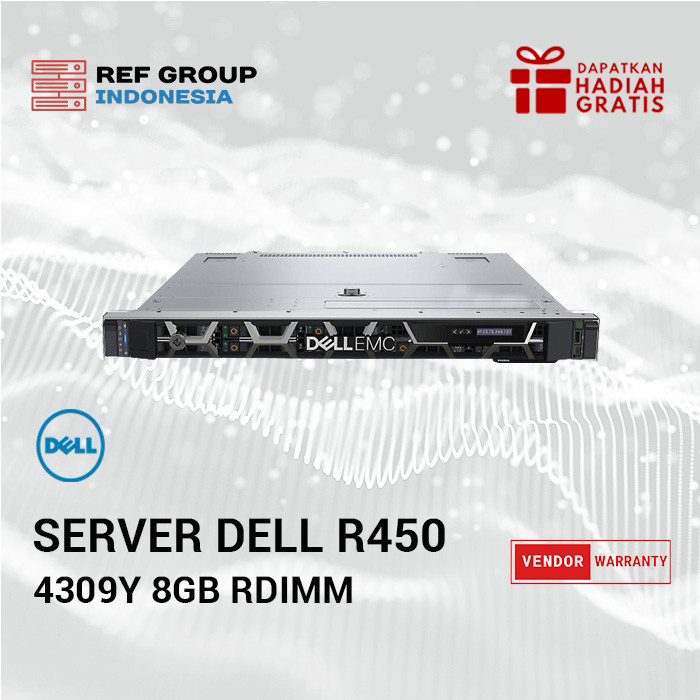 REF GROUP
INDONESIA
DAPATKAN
HADIAH
GRATIS
DELLEMC
DELL
SERVER DELL R450
4309Y 8GB RDIMM
VENDOR WARRANTY